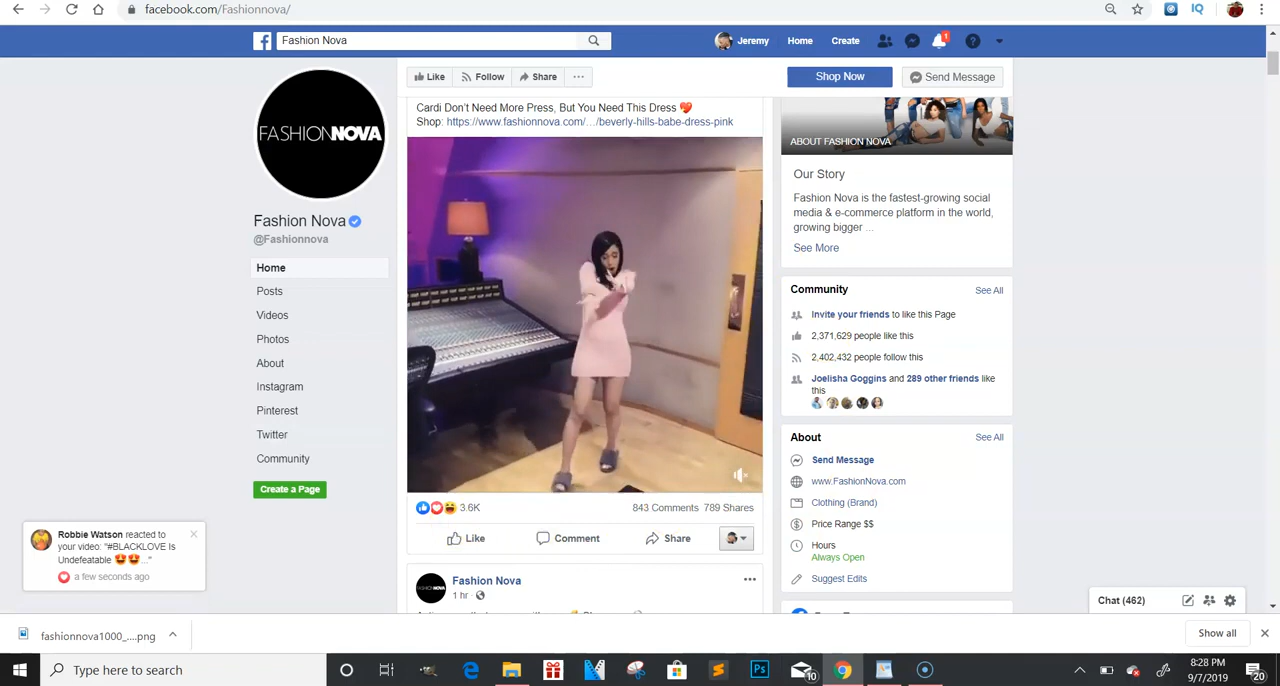 facebook.com/Fashionnova/
Fashion Nova
Jeremy
Home
Create
1
FASHIONNOVA
Fashion Nova
@Fashionnova
Home
Posts
Videos
Photos
About
Instagram
Pinterest
Twitter
Community
Create a Page
Like
Follow
Share
Shop Now
Send Message
Cardi Don't Need More Press, But You Need This Dress
Shop: https://www.fashionnova.com/.../beverly-hills-babe-dress-pink
3.6K
843 Comments 789 Shares
Like
Comment
Share
Fashion Nova
1 hr ·
ABOUT FASHION NOVA
Our Story
Fashion Nova is the fastest-growing social
media & e-commerce platform in the world,
growing bigger ...
See More
Community
See All
Invite your friends to like this Page
2,371,629 people like this
2,402,432 people follow this
Joelisha Goggins and 289 other friends like
this
About
See All
Send Message
www.FashionNova.com
Clothing (Brand)
Price Range $$
Hours
Always Open
Suggest Edits
Robbie Watson reacted to
your video: "#BLACKLOVE Is
Undefeatable 😍😍..."
a few seconds ago
Chat (462)
fashionnova1000_....png
Show all
Type here to search
10
8:28 PM
9/7/2019
20